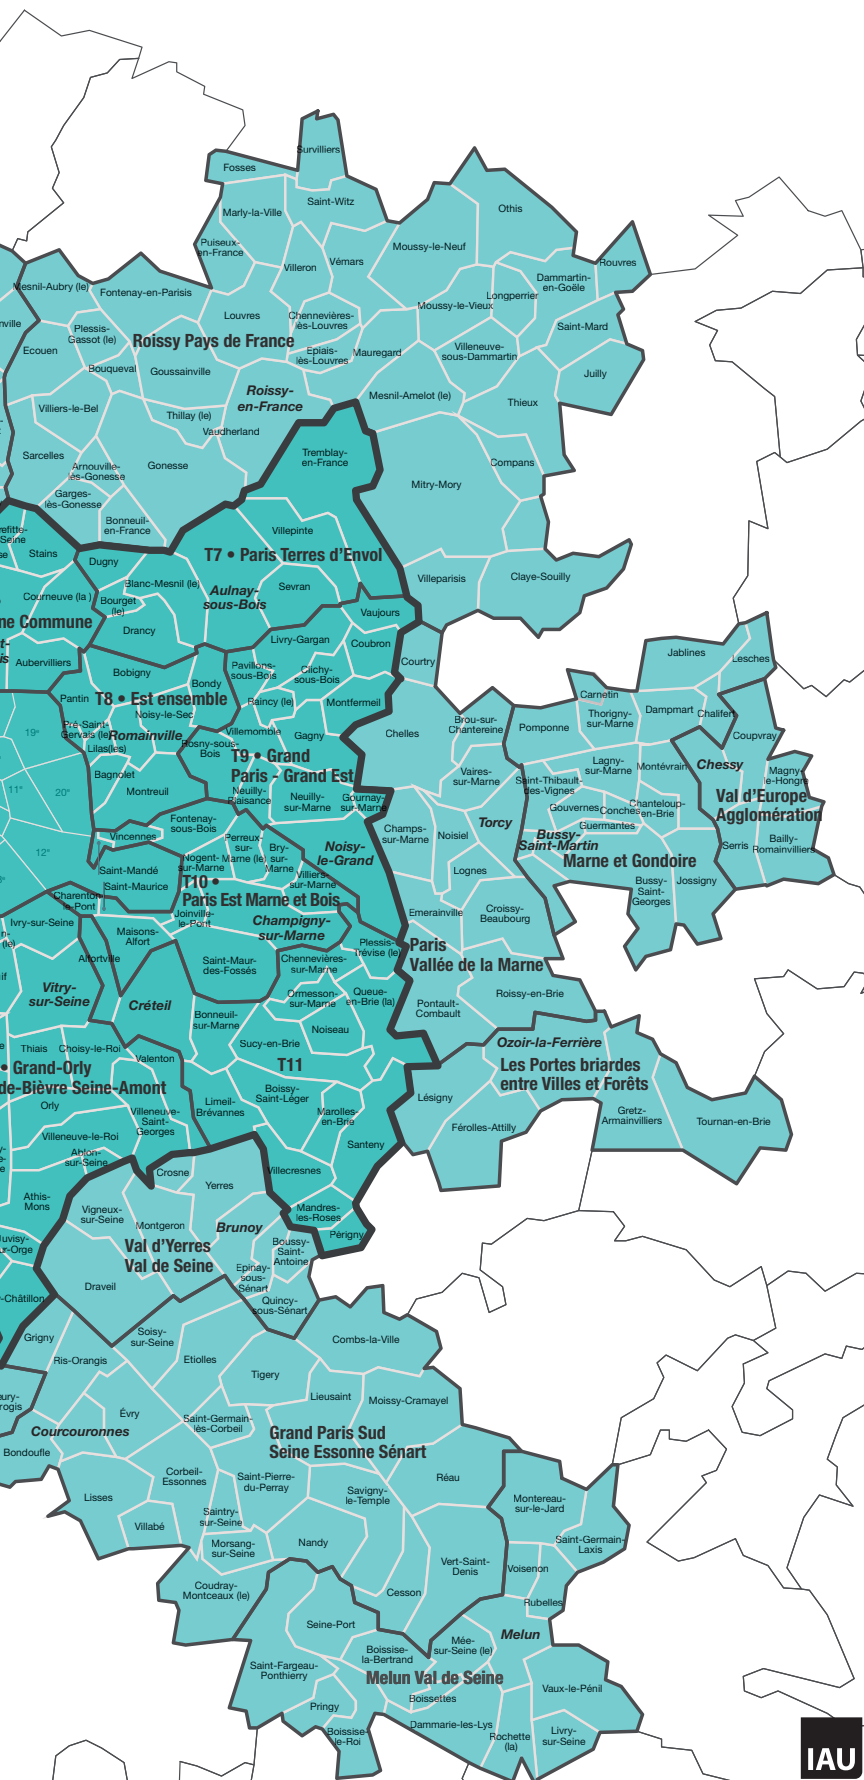 Survilliers
Fosses
Saint-Witz
Marly-la-Ville
Othis
Puiseux-
en-France
Moussy-le-Neuf
Villeron
Vémars
Rouvres
Dammartin-
en-Goële
Mesnil-Aubry (le)
Fontenay-en-Parisis
Longperrier
Moussy-le-Vieux
Louvres
Chennevières-
lès-Louvres
nville
Saint-Mard
Plessis-
Gassot (le)
Roissy Pays de France
Ecouen
Epiais-
lès-Louvres
Mauregard
Villeneuve-
sous-Dammartin
Bouqueval
Goussainville
Juilly
Roissy-
en-France
Mesnil-Amelot (le)
Thieux
Villiers-le-Bel
Thillay (le)
Vaudherland
Sarcelles
Tremblay-
en-France
Arnouville-
lès-Gonesse
Gonesse
Compans
Mitry-Mory
Garges-
lès-Gonesse
Bonneuil-
en-France
refitte-
Seine
Villepinte
se
Stains
T7 • Paris Terres d'Envol
Dugny
Blanc-Mesnil (le)
Sevran
Villeparisis
Claye-Souilly
Aulnay-
sous-Bois
Courneuve (la )
Bourget
(le)
Vaujours
ne Commune
Drancy
Livry-Gargan
Coubron
t-
is
Aubervilliers
Bobigny
Pavillons-
sous-Bois
Clichy-
sous-Bois
Courtry
Jablines
Lesches
Bondy
Pantin
T8 • Est ensemble
Raincy (le)
Montfermeil
Carnetin
Noisy-le-Sec
Thorigny-
sur-Marne
Dampmart
Chalifert
19e
Pré-Saint-
Gervais (le)
Romainville
Villemomble
Gagny
Chelles
Brou-sur-
Chantereine
Pomponne
Coupvray
Lilas(les)
Rosny-sous-
Bois
T9 • Grand
Paris - Grand Est
Lagny-
sur-Marne
Montévrain
Chessy
Bagnolet
Vaires-
sur-Marne
Saint-Thibault-
des-Vignes
Magny-
le-Hongre
11e
20e
Montreuil
Neuilly-
Plaisance
Neuilly-
sur-Marne
Gournay-
sur-Marne
Val d'Europe
Agglomération
Gouvernes
Conches
Chanteloup-
en-Brie
Fontenay-
sous-Bois
Guermantes
Torcy
Vincennes
Champs-
sur-Marne
Noisiel
Bussy-
Saint-Martin
Perreux-
sur-
Marne (le)
Bry-
sur-
Marne
Noisy-
le-Grand
Serris
Bailly-
Romainvilliers
12e
Nogent-
sur-Marne
Marne et Gondoire
Saint-Mandé
Lognes
Villiers-
sur-Marne
Bussy-
Saint-
Georges
Jossigny
Saint-Maurice
T10 •
Paris Est Marne et Bois
Charenton-
le-Pont
Joinville-
le-Pont
Emerainville
Croissy-
Beaubourg
Ivry-sur-Seine
Champigny-
sur-Marne
Maisons-
Alfort
n-
(le)
Plessis-
Trévise (le)
Paris
Vallée de la Marne
Alfortville
Saint-Maur-
des-Fossés
Chennevières-
sur-Marne
if
Vitry-
sur-Seine
Créteil
Ormesson-
sur-Marne
Queue-
en-Brie (la)
Roissy-en-Brie
Bonneuil-
sur-Marne
Pontault-
Combault
Noiseau
Thiais
Choisy-le-Roi
Sucy-en-Brie
Ozoir-la-Ferrière
Valenton
T11
Les Portes briardes
entre Villes et Forêts
• Grand-Orly
de-Bièvre Seine-Amont
Boissy-
Saint-Léger
Orly
Limeil-
Brévannes
Lésigny
Villeneuve-
Saint-
Georges
Marolles-
en-Brie
Gretz-
Armainvilliers
Tournan-en-Brie
Villeneuve-le-Roi
Férolles-Attilly
Santeny
Ablon-
sur-Seine
Crosne
Villecresnes
Yerres
Athis-
Mons
Vigneux-
sur-Seine
Mandres-
les-Roses
Montgeron
Brunoy
Périgny
Juvisy-
ur-Orge
Val d'Yerres
Val de Seine
Boussy-
Saint-
Antoine
Epinay-
sous-
Sénart
Draveil
-Châtillon
Quincy-
sous-Sénart
Grigny
Soisy-
sur-Seine
Combs-la-Ville
Ris-Orangis
Etiolles
Tigery
Lieusaint
Moissy-Cramayel
ury-
rogis
Évry
Saint-Germain-
lès-Corbeil
Courcouronnes
Grand Paris Sud
Seine Essonne Sénart
Bondoufle
Corbeil-
Essonnes
Saint-Pierre-
du-Perray
Réau
Lisses
Savigny-
le-Temple
Montereau-
sur-le-Jard
Saintry-
sur-Seine
Villabé
Morsang-
sur-Seine
Nandy
Saint-Germain-
Laxis
Vert-Saint-
Denis
Voisenon
Coudray-
Montceaux (le)
Cesson
Rubelles
Seine-Port
Melun
Mée-
sur-Seine (le)
Boissise-
la-Bertrand
Saint-Fargeau-
Ponthierry
Melun Val de Seine
Vaux-le-Pénil
Boissettes
Pringy
Dammarie-les-Lys
Boissise-
le-Roi
Rochette
(la)
Livry-
sur-Seine
IAU